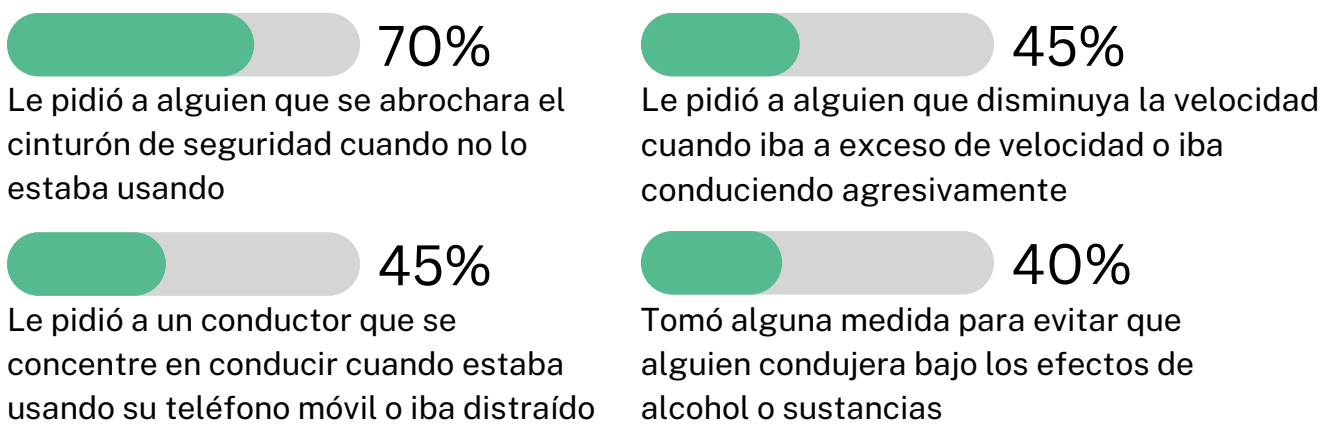 70%
Le pidió a alguien que se abrochara el
cinturón de seguridad cuando no lo
estaba usando
45%
Le pidió a alguien que disminuya la velocidad
cuando iba a exceso de velocidad o iba
conduciendo agresivamente
45%
Le pidió a un conductor que se
concentre en conducir cuando estaba
usando su teléfono móvil o iba distraído
40%
Tomó alguna medida para evitar que
alguien condujera bajo los efectos de
alcohol o sustancias